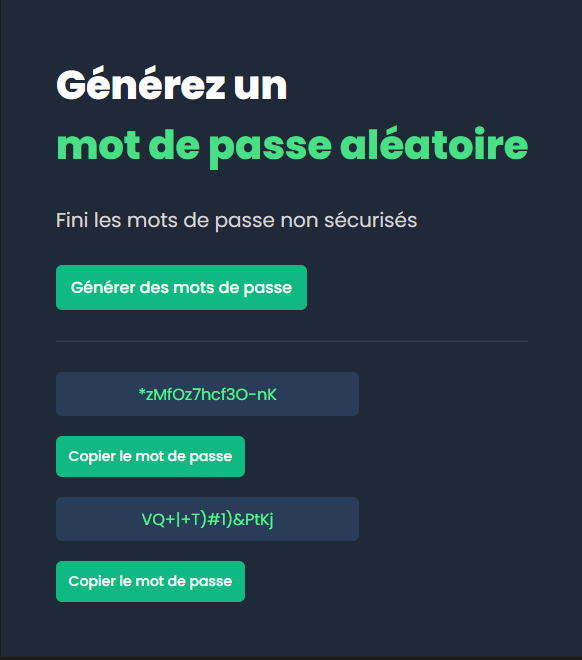 Générez un
mot de passe aléatoire
Fini les mots de passe non sécurisés
Générer des mots de passe
*zMfOz7hcf3O-nK
Copier le mot de passe
VQ+|+T)#1)&PtKj
Copier le mot de passe